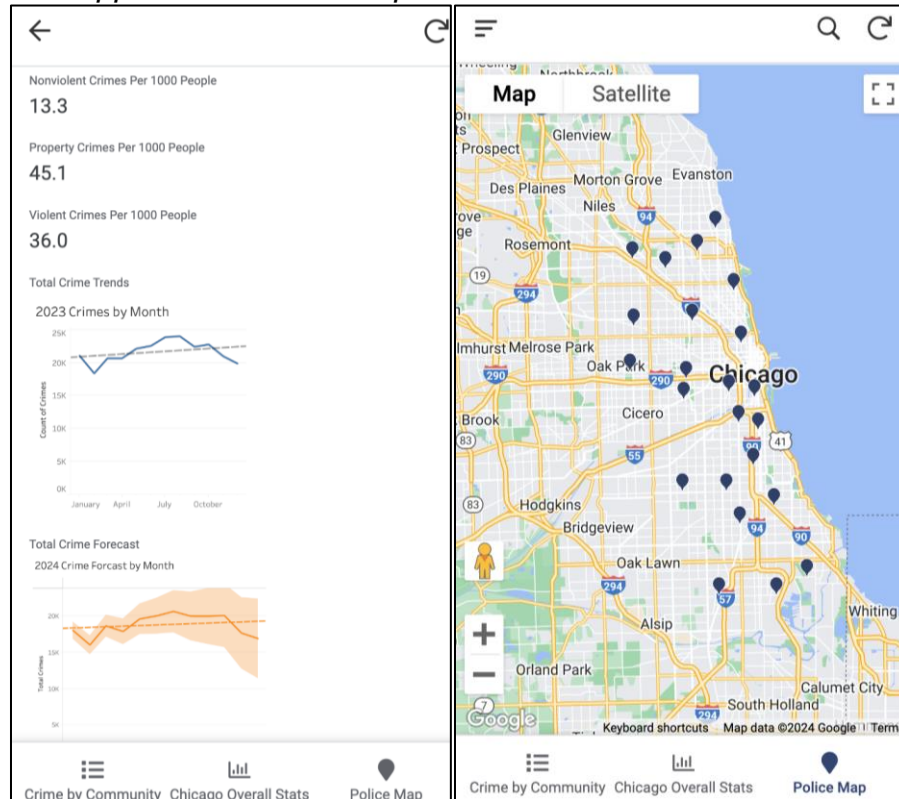 Nonviolent Crimes Per 1000 People
13.3
Property Crimes Per 1000 People
45.1
Violent Crimes Per 1000 People
36.0
Total Crime Trends
2023 Crimes by Month
25K
20K
15K
10K
5K
0K
Count of Crimes
January April July October
Total Crime Forecast
2024 Crime Forcast by Month
20K
15K
10K
5K
Total Crimes
Crime by Community Chicago Overall Stats Police Map
Map Satellite
Northbrook
Glenview
Prospect
Morton Grove Evanston
Des Plaines
Niles
94
Rosemont
19
294
Melrose Park
Oak Park
290
290
Chicago
Cicero
Brook
83
55
90
41
83
Hodgkins
Bridgeview
94
90
Oak Lawn
294
57
Whiting
Alsip
Orland Park
Calumet City
7
South Holland
294
Google
Keyboard shortcuts Map data ©2024 Google Term
Crime by Community Chicago Overall Stats Police Map